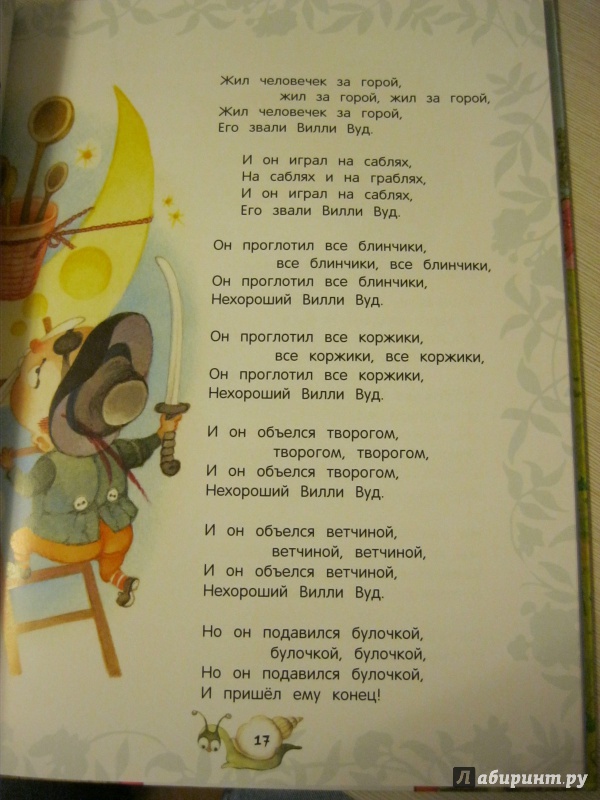 Жил человечек за горой,
жил за горой, жил за горой,
Жил человечек за горой,
Его звали Вилли Вуд.
И он играл на саблях,
На саблях и на граблях,
И он играл на саблях,
Его звали Вилли Вуд.
Он проглотил все блинчики,
все блинчики, все блинчики,
Он проглотил все блинчики,
Нехороший Вилли Вуд.
Он проглотил все коржики,
все коржики, все коржики,
Он проглотил все коржики,
Нехороший Вилли Вуд.
И он объелся творогом,
творогом, творогом,
И он объелся творогом,
Нехороший Вилли Вуд.
И он объелся ветчиной,
ветчиной, ветчиной,
И он объелся ветчиной,
Нехороший Вилли Вуд.
Но он подавился булочкой,
булочкой, булочкой,
Но он подавился булочкой,
И пришёл ему конец!
17
Лабиринт.ру